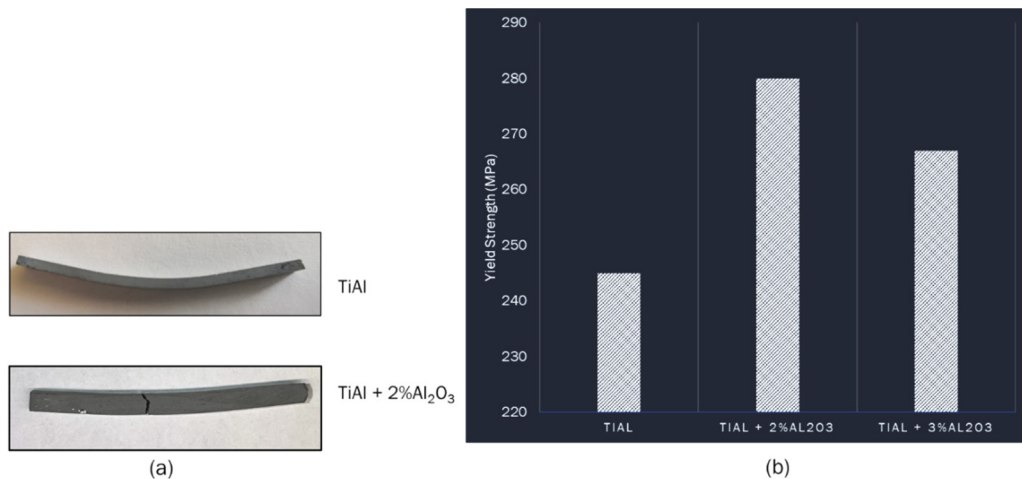 TiAl
TiAl + 2%Al₂O₃
(a)
290
280
270
260
250
240
230
220
Yield Strength (MPa)
TIAL
TIAL + 2%AL2O3
TIAL + 3%AL2O3
(b)